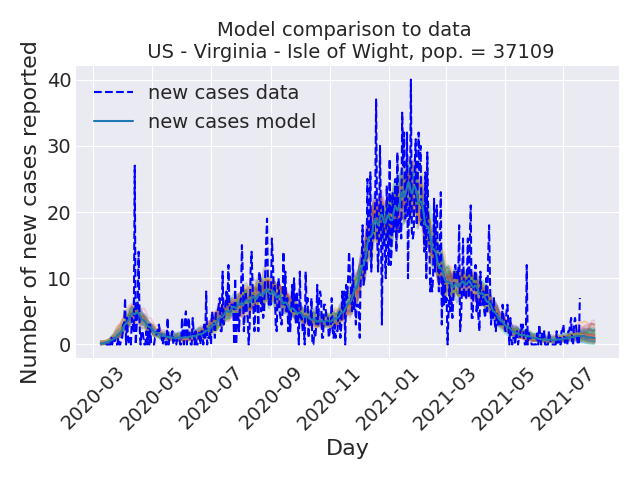 Model comparison to data
US - Virginia - Isle of Wight, pop. = 37109
Number of new cases reported
40
30
20
10
0
new cases data
new cases model
2020-03
2020-05
2020-07
2020-09
2020-11
2021-01
2021-03
2021-05
2021-07
Day